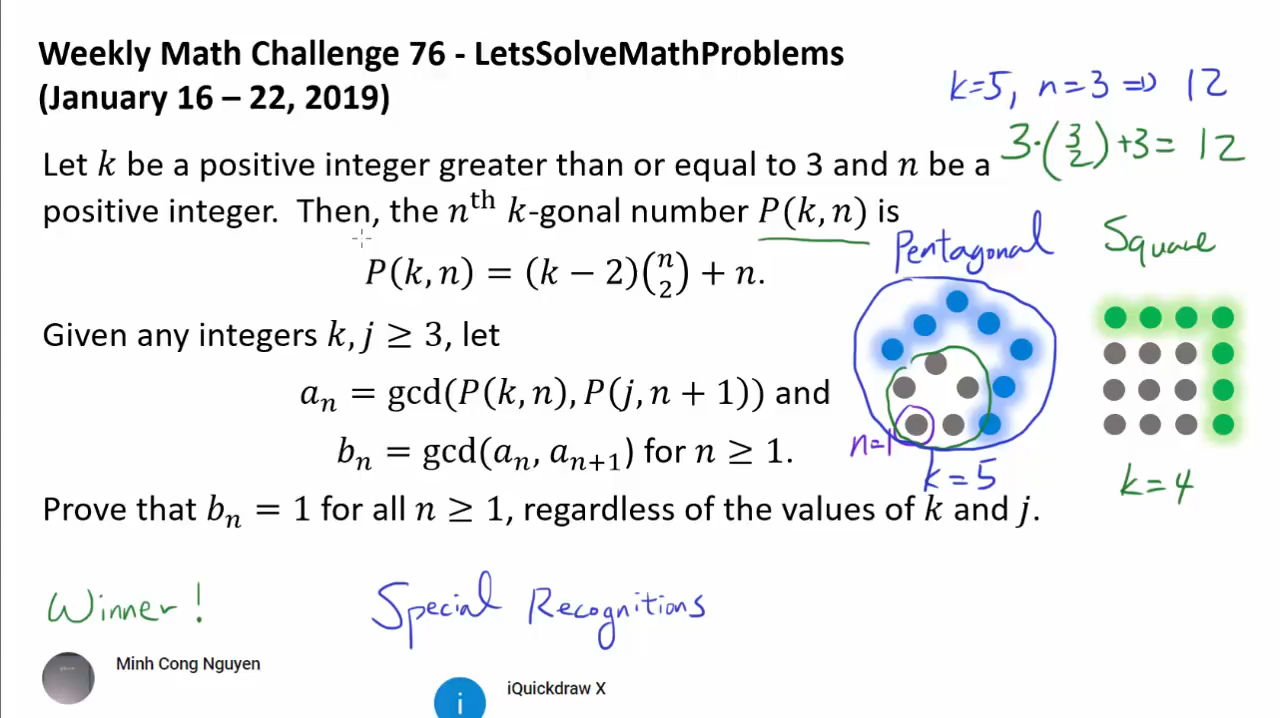 Weekly Math Challenge 76 - LetsSolveMathProblems
(January 16 – 22, 2019)
k=5, n=3 => 12
3·(3/2)+3= 12
Let k be a positive integer greater than or equal to 3 and n be a
positive integer. Then, the nth k-gonal number P(k, n) is
P(k, n) = (k − 2)(n 2) + n.
Pentagonal
Square
Given any integers k, j ≥ 3, let
aₙ = gcd(P(k, n), P(j, n + 1)) and
bₙ = gcd(aₙ, aₙ₊₁) for n ≥ 1.
n=1
k=5
k=4
Prove that bₙ = 1 for all n ≥ 1, regardless of the values of k and j.
Winner!
Special Recognitions
Minh Cong Nguyen
iQuickdraw X
i